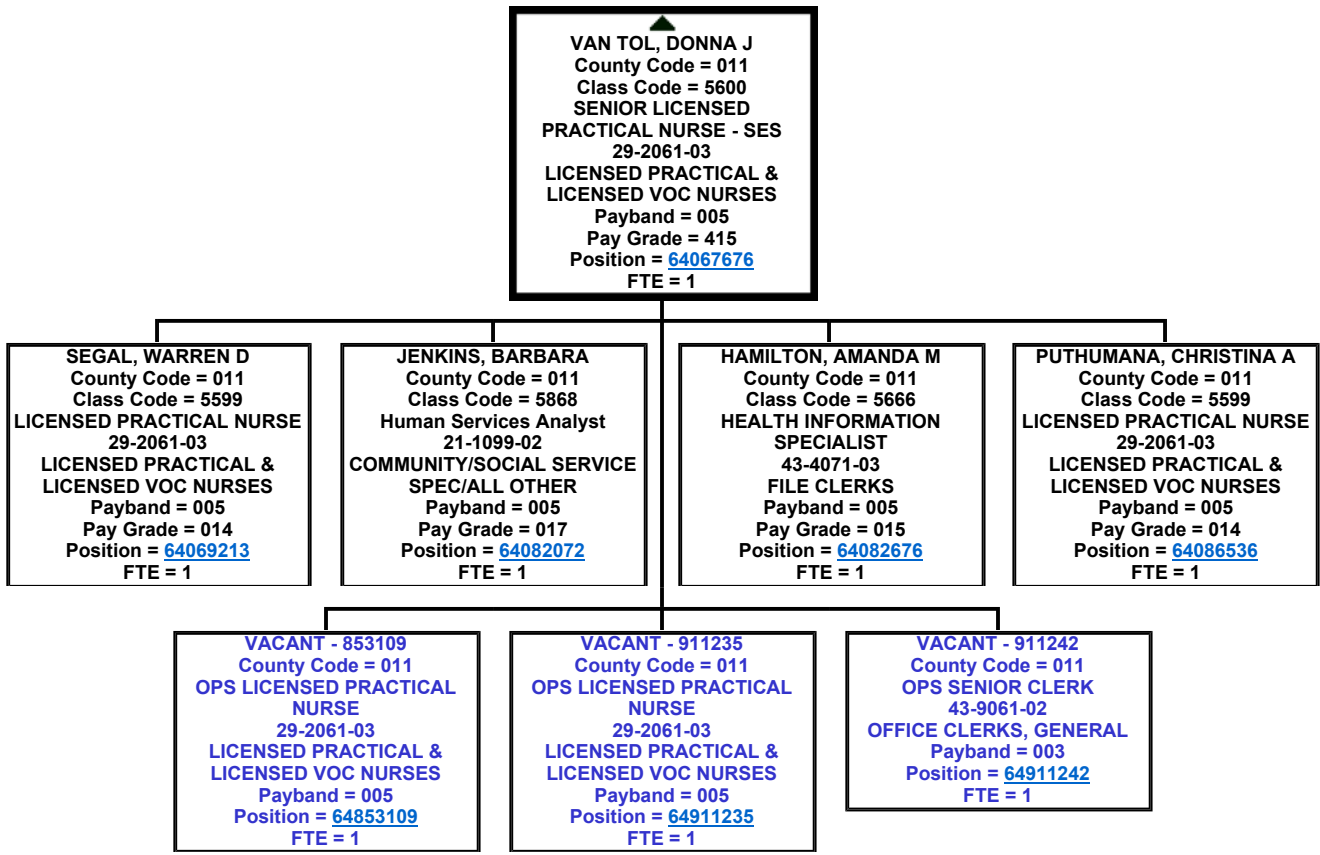 VAN TOL, DONNA J
County Code = 011
Class Code = 5600
SENIOR LICENSED
PRACTICAL NURSE - SES
29-2061-03
LICENSED PRACTICAL &
LICENSED VOC NURSES
Payband = 005
Pay Grade = 415
Position = 64067676
FTE = 1
SEGAL, WARREN D
County Code = 011
Class Code = 5599
LICENSED PRACTICAL NURSE
29-2061-03
LICENSED PRACTICAL &
LICENSED VOC NURSES
Payband = 005
Pay Grade = 014
Position = 64069213
FTE = 1
JENKINS, BARBARA
County Code = 011
Class Code = 5868
Human Services Analyst
21-1099-02
COMMUNITY/SOCIAL SERVICE
SPEC/ALL OTHER
Payband = 005
Pay Grade = 017
Position = 64082072
FTE = 1
HAMILTON, AMANDA M
County Code = 011
Class Code = 5666
HEALTH INFORMATION
SPECIALIST
43-4071-03
FILE CLERKS
Payband = 005
Pay Grade = 015
Position = 64082676
FTE = 1
PUTHUMANA, CHRISTINA A
County Code = 011
Class Code = 5599
LICENSED PRACTICAL NURSE
29-2061-03
LICENSED PRACTICAL &
LICENSED VOC NURSES
Payband = 005
Pay Grade = 014
Position = 64086536
FTE = 1
VACANT - 853109
County Code = 011
OPS LICENSED PRACTICAL
NURSE
29-2061-03
LICENSED PRACTICAL &
LICENSED VOC NURSES
Payband = 005
Position = 64853109
FTE = 1
VACANT - 911235
County Code = 011
OPS LICENSED PRACTICAL
NURSE
29-2061-03
LICENSED PRACTICAL &
LICENSED VOC NURSES
Payband = 005
Position = 64911235
FTE = 1
VACANT - 911242
County Code = 011
OPS SENIOR CLERK
43-9061-02
OFFICE CLERKS, GENERAL
Payband = 003
Position = 64911242
FTE = 1